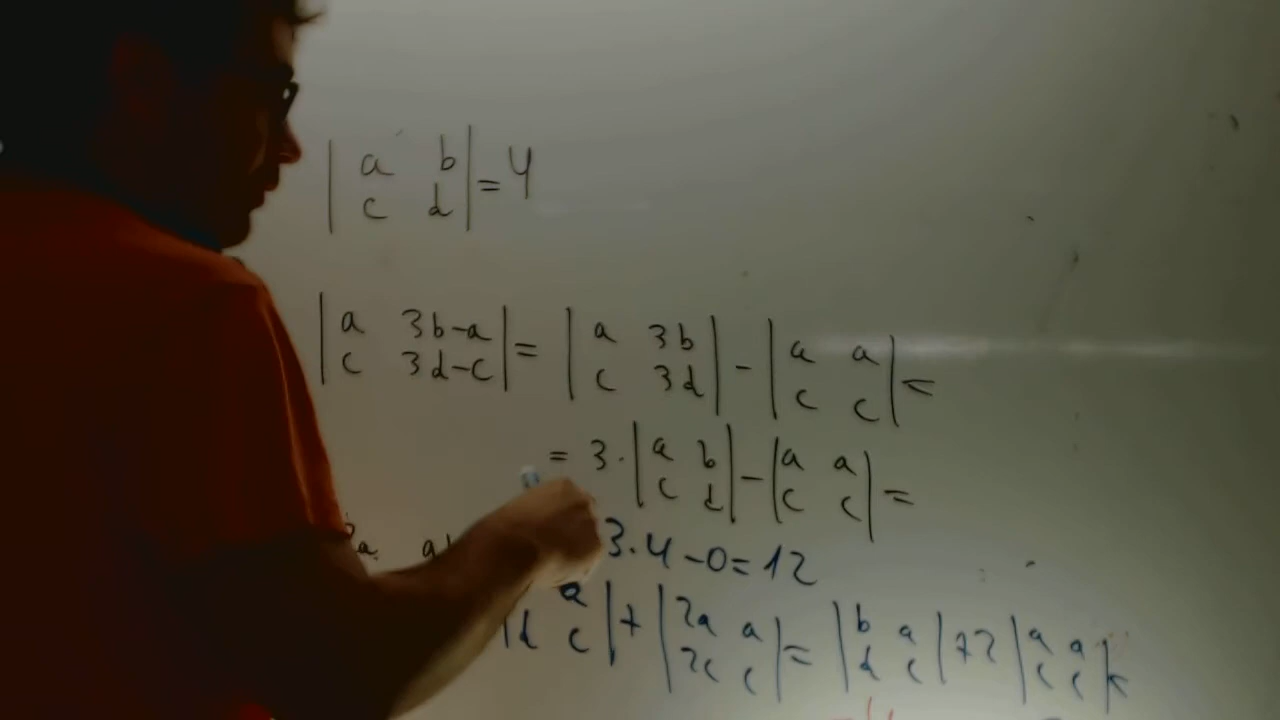 | a b | = 4
| c d |
| a 3b-a | = | a 3b | - | a a | =
| c 3d-c | | c 3d | | c c |
= 3 · | a b | - | a a | =
| c d | | c c |
3.4 - 0 = 12
a | + | 2a a | = | b a | + 2 | a a | =
d c | | 2c c | | d c | | c c |